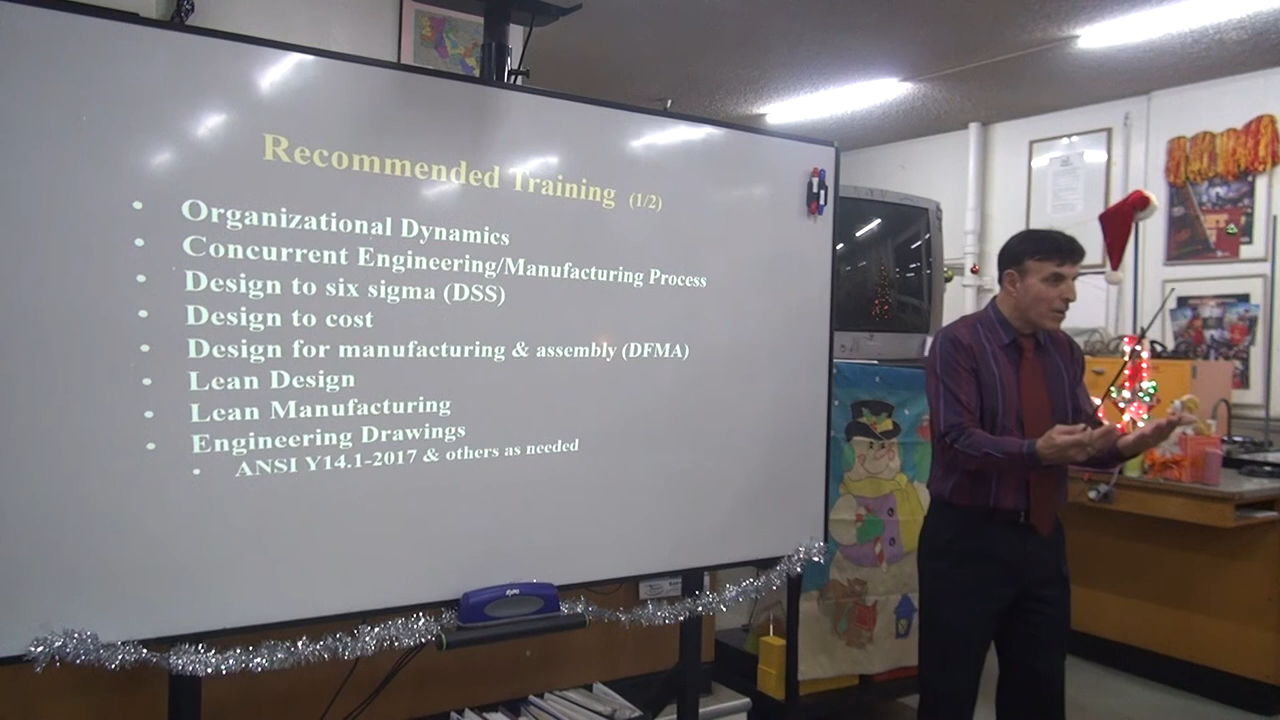 Recommended Training (1/2)
• Organizational Dynamics
• Concurrent Engineering/Manufacturing Process
• Design to six sigma (DSS)
• Design to cost
• Design for manufacturing & assembly (DFMA)
• Lean Design
• Lean Manufacturing
• Engineering Drawings
• ANSI Y14.1-2017 & others as needed
EXPO